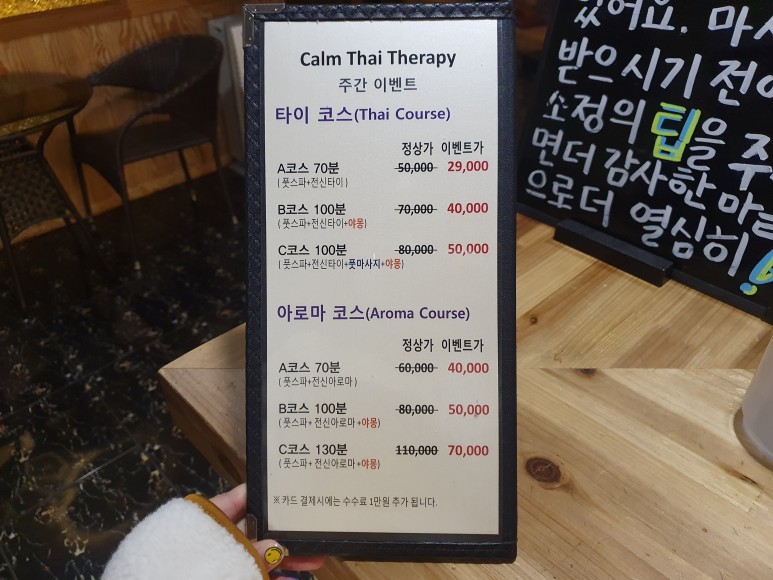 Calm Thai Therapy
주간 이벤트
타이 코스(Thai Course)
정상가 이벤트가
A코스 70분 50,000 29,000
( 풋스파+전신타이 )
B코스 100분 70,000 40,000
( 풋스파+전신타이+야몽)
C코스 100분 80,000 50,000
( 풋스파+전신타이+풋마사지+야몽)
아로마 코스(Aroma Course)
정상가 이벤트가
A코스 70분 60,000 40,000
( 풋스파+전신아로마 )
B코스 100분 80,000 50,000
( 풋스파+ 전신아로마 +야몽)
C코스 130분 110,000 70,000
( 풋스파+ 전신아로마 +야몽)
※ 카드 결제시에는 수수료 1만원 추가 됩니다.
있어요. 마사
받으시기 전에
소정의 팁을 주
면 더 감사한 마음
으로 더 열심히!